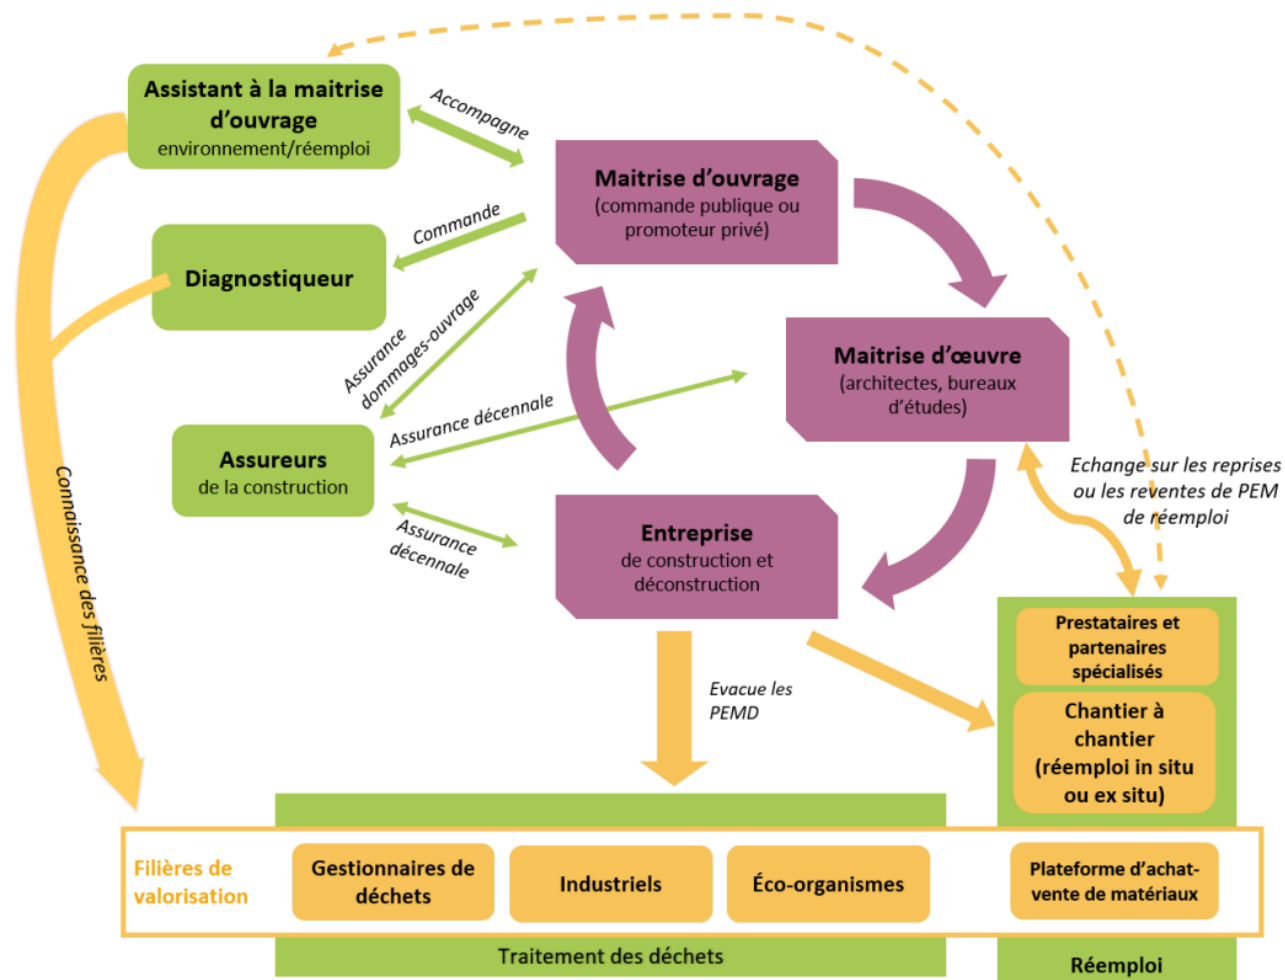 Assistant à la maitrise
d'ouvrage
environnement/réemploi
Accompagne
Maitrise d'ouvrage
(commande publique ou
promoteur privé)
Commande
Diagnostiqueur
Assurance
dommages-ouvrage
Maitrise d'œuvre
(architectes, bureaux
d'études)
Assurance décennale
Assureurs
de la construction
Echange sur les reprises
ou les reventes de PEM
de réemploi
Connaissance des filières
Assurance
décennale
Entreprise
de construction et
déconstruction
Prestataires et
partenaires
spécialisés
Evacue les
PEMD
Chantier à
chantier
(réemploi in situ
ou ex situ)
Filières de
valorisation
Gestionnaires de
déchets
Industriels
Éco-organismes
Plateforme d'achat-
vente de matériaux
Traitement des déchets
Réemploi